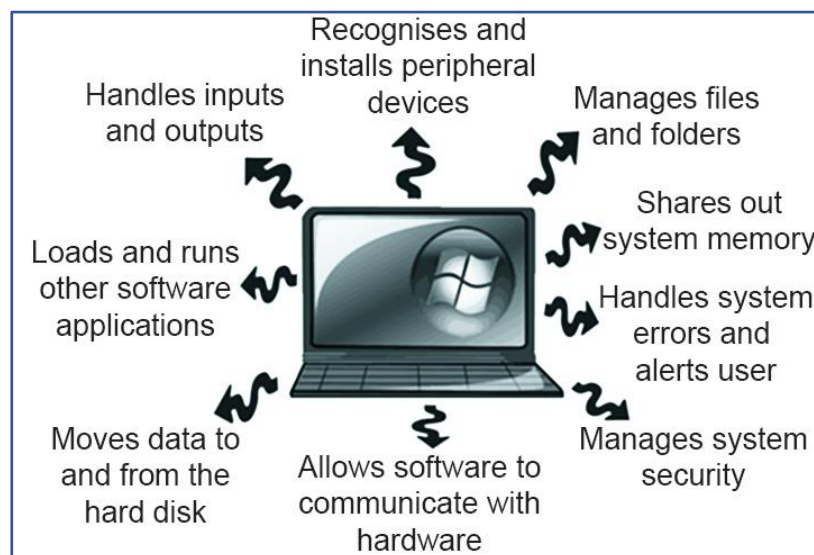 Recognises and
installs peripheral
devices
Handles inputs
and outputs
Manages files
and folders
Shares out
system memory
Loads and runs
other software
applications
Handles system
errors and
alerts user
Moves data to
and from the
hard disk
Allows software to
communicate with
hardware
Manages system
security